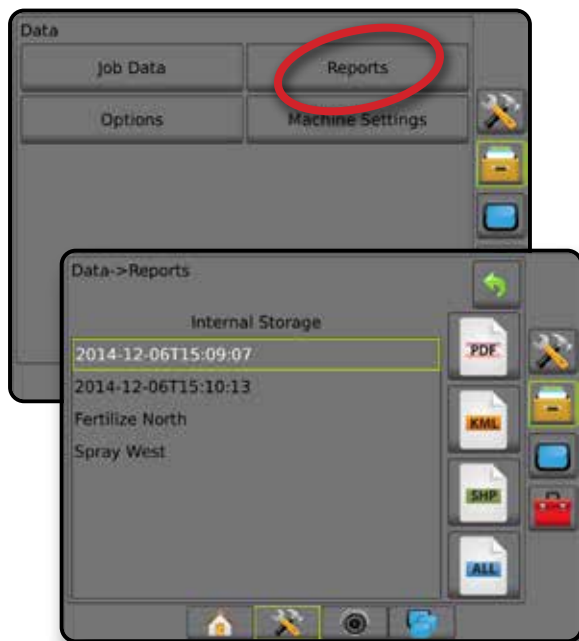 Data
Job Data Reports
Options Machine Settings
Data->Reports
Internal Storage
2014-12-06T15:09:07
2014-12-06T15:10:13
Fertilize North
Spray West
PDF
KML
SHP
ALL